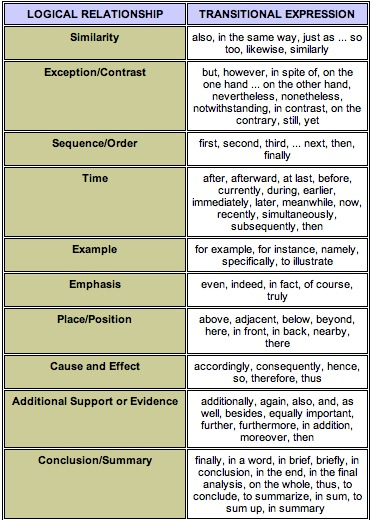 LOGICAL RELATIONSHIP
TRANSITIONAL EXPRESSION
Similarity
also, in the same way, just as ... so
too, likewise, similarly
Exception/Contrast
but, however, in spite of, on the
one hand ... on the other hand,
nevertheless, nonetheless,
notwithstanding, in contrast, on the
contrary, still, yet
Sequence/Order
first, second, third, ... next, then,
finally
Time
after, afterward, at last, before,
currently, during, earlier,
immediately, later, meanwhile, now,
recently, simultaneously,
subsequently, then
Example
for example, for instance, namely,
specifically, to illustrate
Emphasis
even, indeed, in fact, of course,
truly
Place/Position
above, adjacent, below, beyond,
here, in front, in back, nearby,
there
Cause and Effect
accordingly, consequently, hence,
so, therefore, thus
Additional Support or Evidence
additionally, again, also, and, as
well, besides, equally important,
further, furthermore, in addition,
moreover, then
Conclusion/Summary
finally, in a word, in brief, briefly, in
conclusion, in the end, in the final
analysis, on the whole, thus, to
conclude, to summarize, in sum, to
sum up, in summary